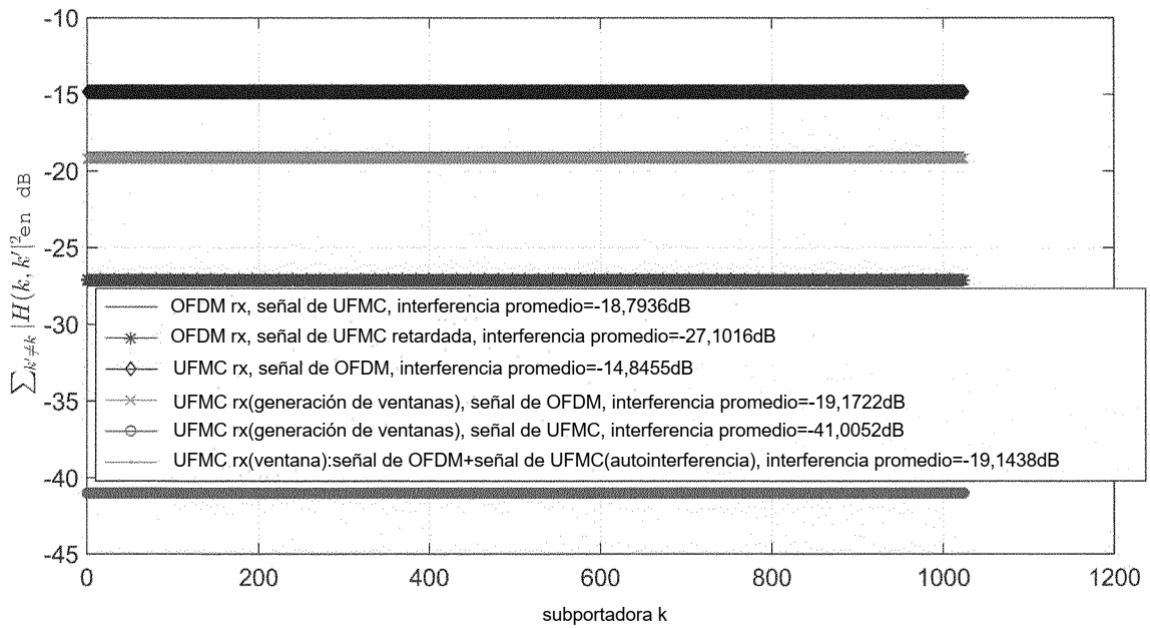 -10
-15
-20
-25
-30
-35
-40
-45
∑k'≠k |H(k, k'|² en dB
OFDM rx, señal de UFMC, interferencia promedio=-18,7936dB
OFDM rx, señal de UFMC retardada, interferencia promedio=-27,1016dB
UFMC rx, señal de OFDM, interferencia promedio=-14,8455dB
UFMC rx(generación de ventanas), señal de OFDM, interferencia promedio=-19,1722dB
UFMC rx(generación de ventanas), señal de UFMC, interferencia promedio=-41,0052dB
UFMC rx(ventana):señal de OFDM+señal de UFMC(autointerferencia), interferencia promedio=-19,1438dB
0 200 400 600 800 1000 1200
subportadora k